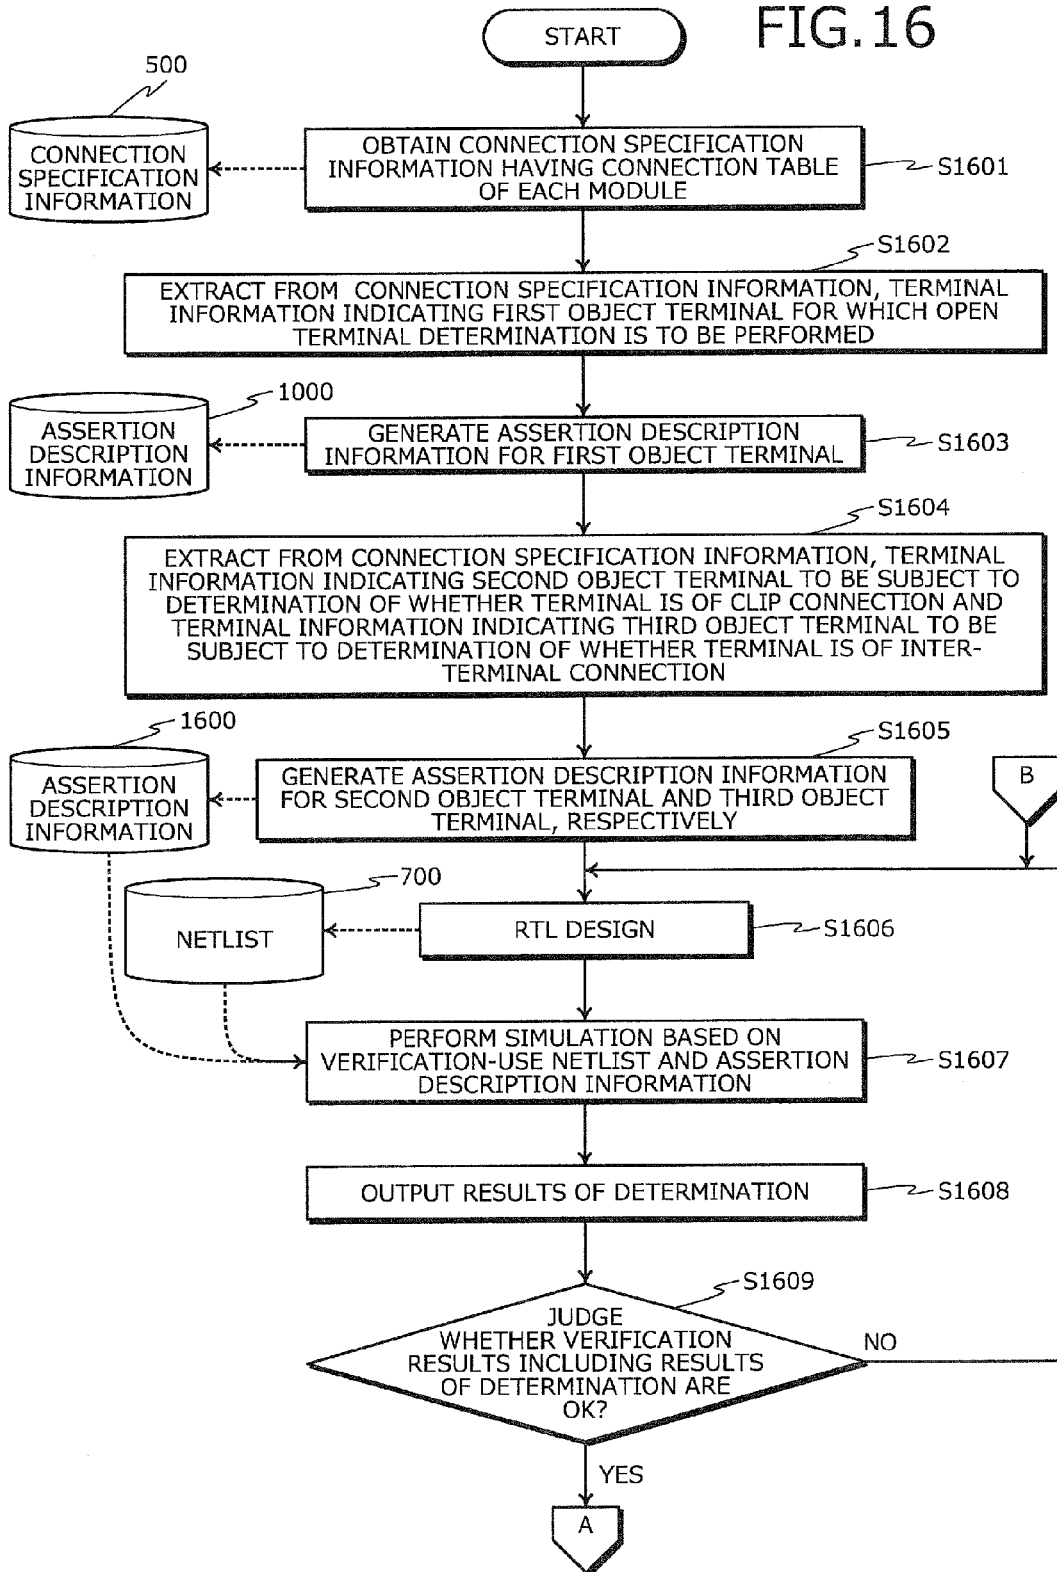 FIG.16
START
500
CONNECTION
SPECIFICATION
INFORMATION
OBTAIN CONNECTION SPECIFICATION
INFORMATION HAVING CONNECTION TABLE
OF EACH MODULE
S1601
S1602
EXTRACT FROM CONNECTION SPECIFICATION INFORMATION, TERMINAL
INFORMATION INDICATING FIRST OBJECT TERMINAL FOR WHICH OPEN
TERMINAL DETERMINATION IS TO BE PERFORMED
1000
ASSERTION
DESCRIPTION
INFORMATION
GENERATE ASSERTION DESCRIPTION
INFORMATION FOR FIRST OBJECT TERMINAL
S1603
S1604
EXTRACT FROM CONNECTION SPECIFICATION INFORMATION, TERMINAL
INFORMATION INDICATING SECOND OBJECT TERMINAL TO BE SUBJECT TO
DETERMINATION OF WHETHER TERMINAL IS OF CLIP CONNECTION AND
TERMINAL INFORMATION INDICATING THIRD OBJECT TERMINAL TO BE
SUBJECT TO DETERMINATION OF WHETHER TERMINAL IS OF INTER-
TERMINAL CONNECTION
1600
ASSERTION
DESCRIPTION
INFORMATION
S1605
GENERATE ASSERTION DESCRIPTION INFORMATION
FOR SECOND OBJECT TERMINAL AND THIRD OBJECT
TERMINAL, RESPECTIVELY
B
700
NETLIST
RTL DESIGN
S1606
PERFORM SIMULATION BASED ON
VERIFICATION-USE NETLIST AND ASSERTION
DESCRIPTION INFORMATION
S1607
OUTPUT RESULTS OF DETERMINATION
S1608
S1609
JUDGE
WHETHER VERIFICATION
RESULTS INCLUDING RESULTS
OF DETERMINATION ARE
OK?
NO
YES
A